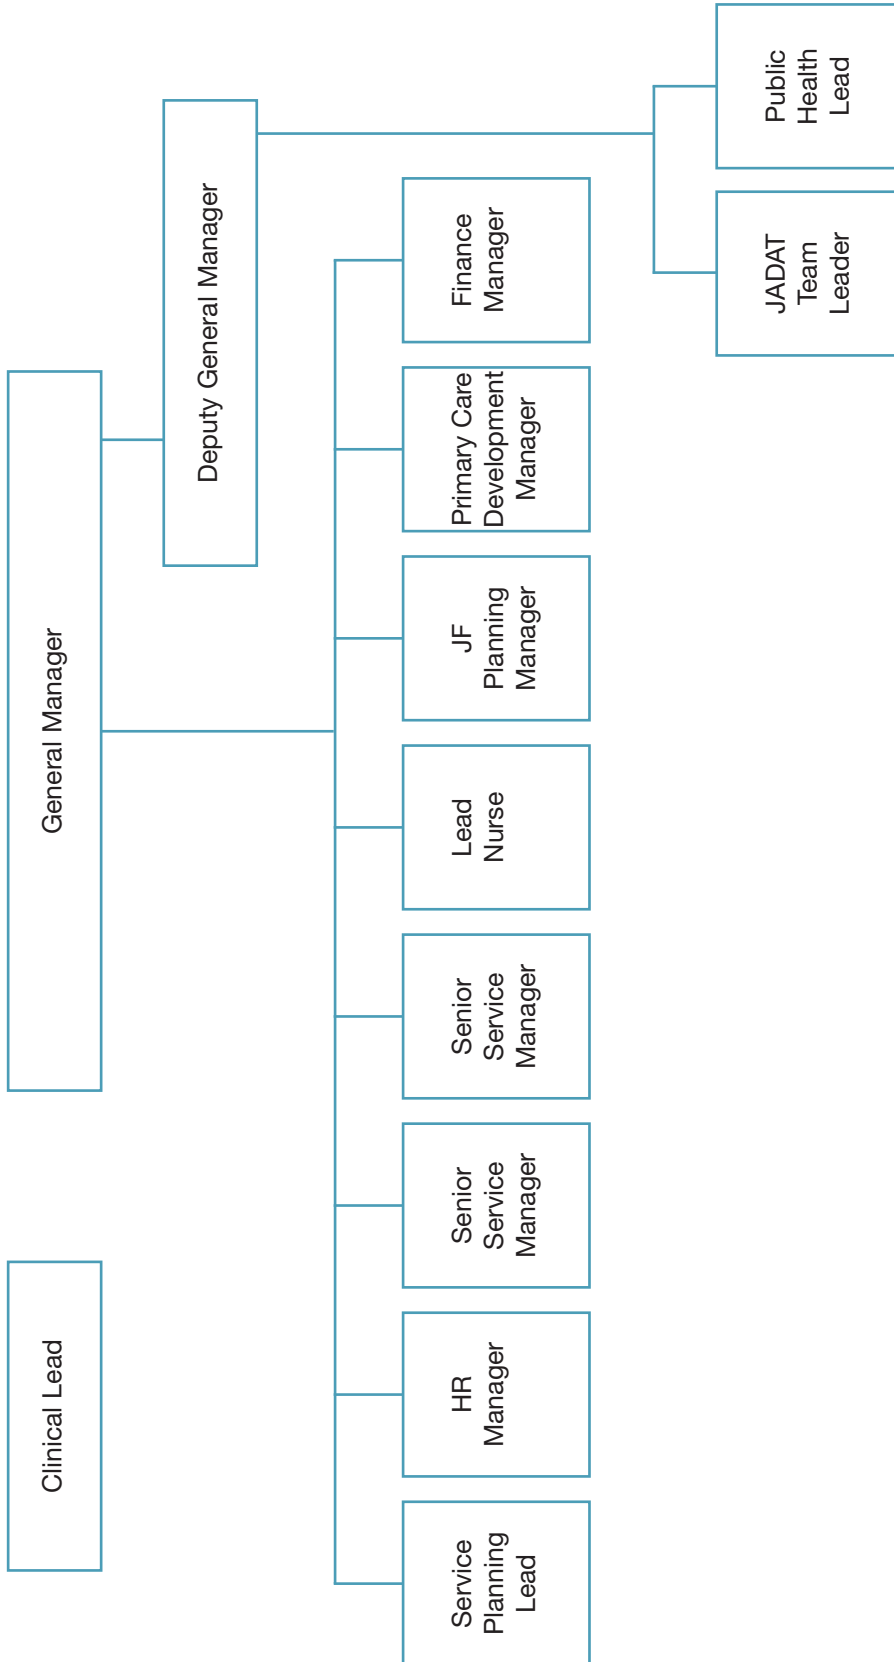 Clinical Lead
General Manager
Deputy General Manager
Service
Planning
Lead
HR
Manager
Senior
Service
Manager
Senior
Service
Manager
Lead
Nurse
JF
Planning
Manager
Primary Care
Development
Manager
Finance
Manager
JADAT
Team
Leader
Public
Health
Lead